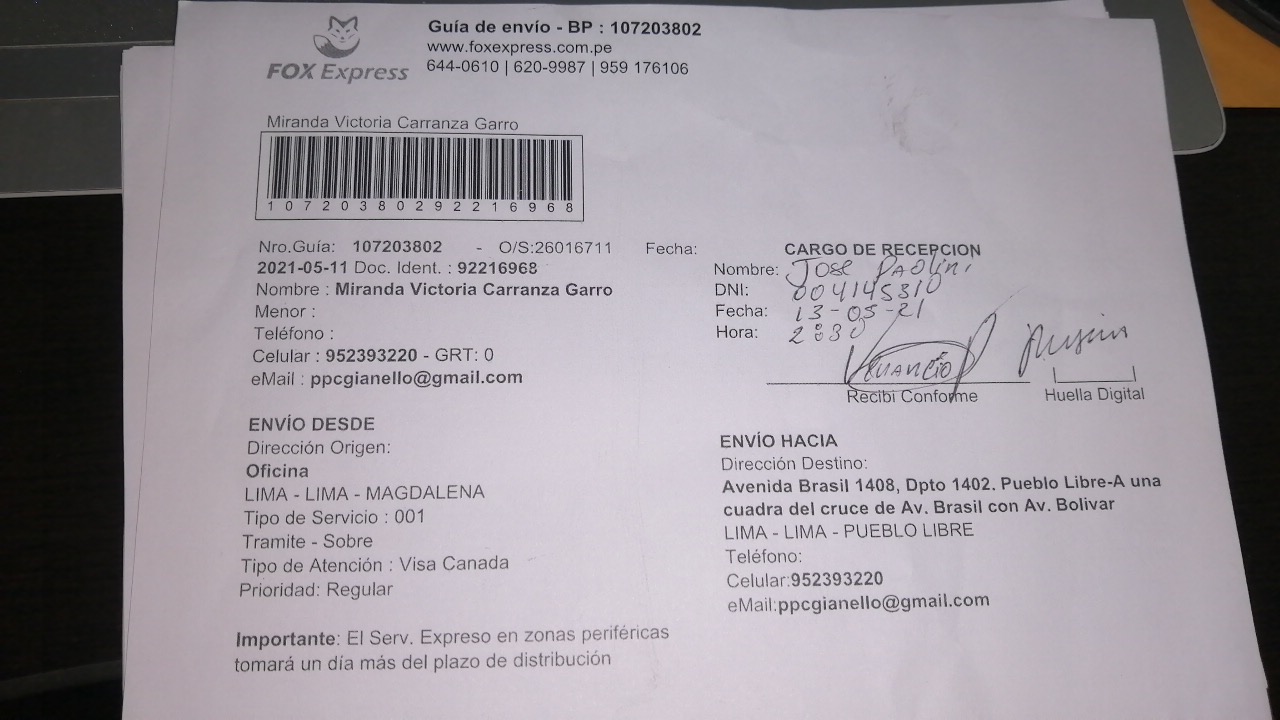 FOX Express
Guía de envío - BP : 107203802
www.foxexpress.com.pe
644-0610 | 620-9987 | 959 176106
Miranda Victoria Carranza Garro
10720380292216968
Nro.Guía: 107203802 - O/S:26016711 Fecha:
2021-05-11 Doc. Ident. : 92216968
Nombre : Miranda Victoria Carranza Garro
Menor :
Teléfono :
Celular : 952393220 - GRT: 0
eMail : ppcgianello@gmail.com
CARGO DE RECEPCION
Nombre: JOSE PAOlini
DNI: 004145310
Fecha: 13-05-21
Hora: 2:30
Recibi Conforme
Huella Digital
ENVÍO DESDE
Dirección Origen:
Oficina
LIMA - LIMA - MAGDALENA
Tipo de Servicio : 001
Tramite - Sobre
Tipo de Atención : Visa Canada
Prioridad: Regular
ENVÍO HACIA
Dirección Destino:
Avenida Brasil 1408, Dpto 1402. Pueblo Libre-A una
cuadra del cruce de Av. Brasil con Av. Bolivar
LIMA - LIMA - PUEBLO LIBRE
Teléfono:
Celular:952393220
eMail:ppcgianello@gmail.com
Importante: El Serv. Expreso en zonas periféricas
tomará un día más del plazo de distribución